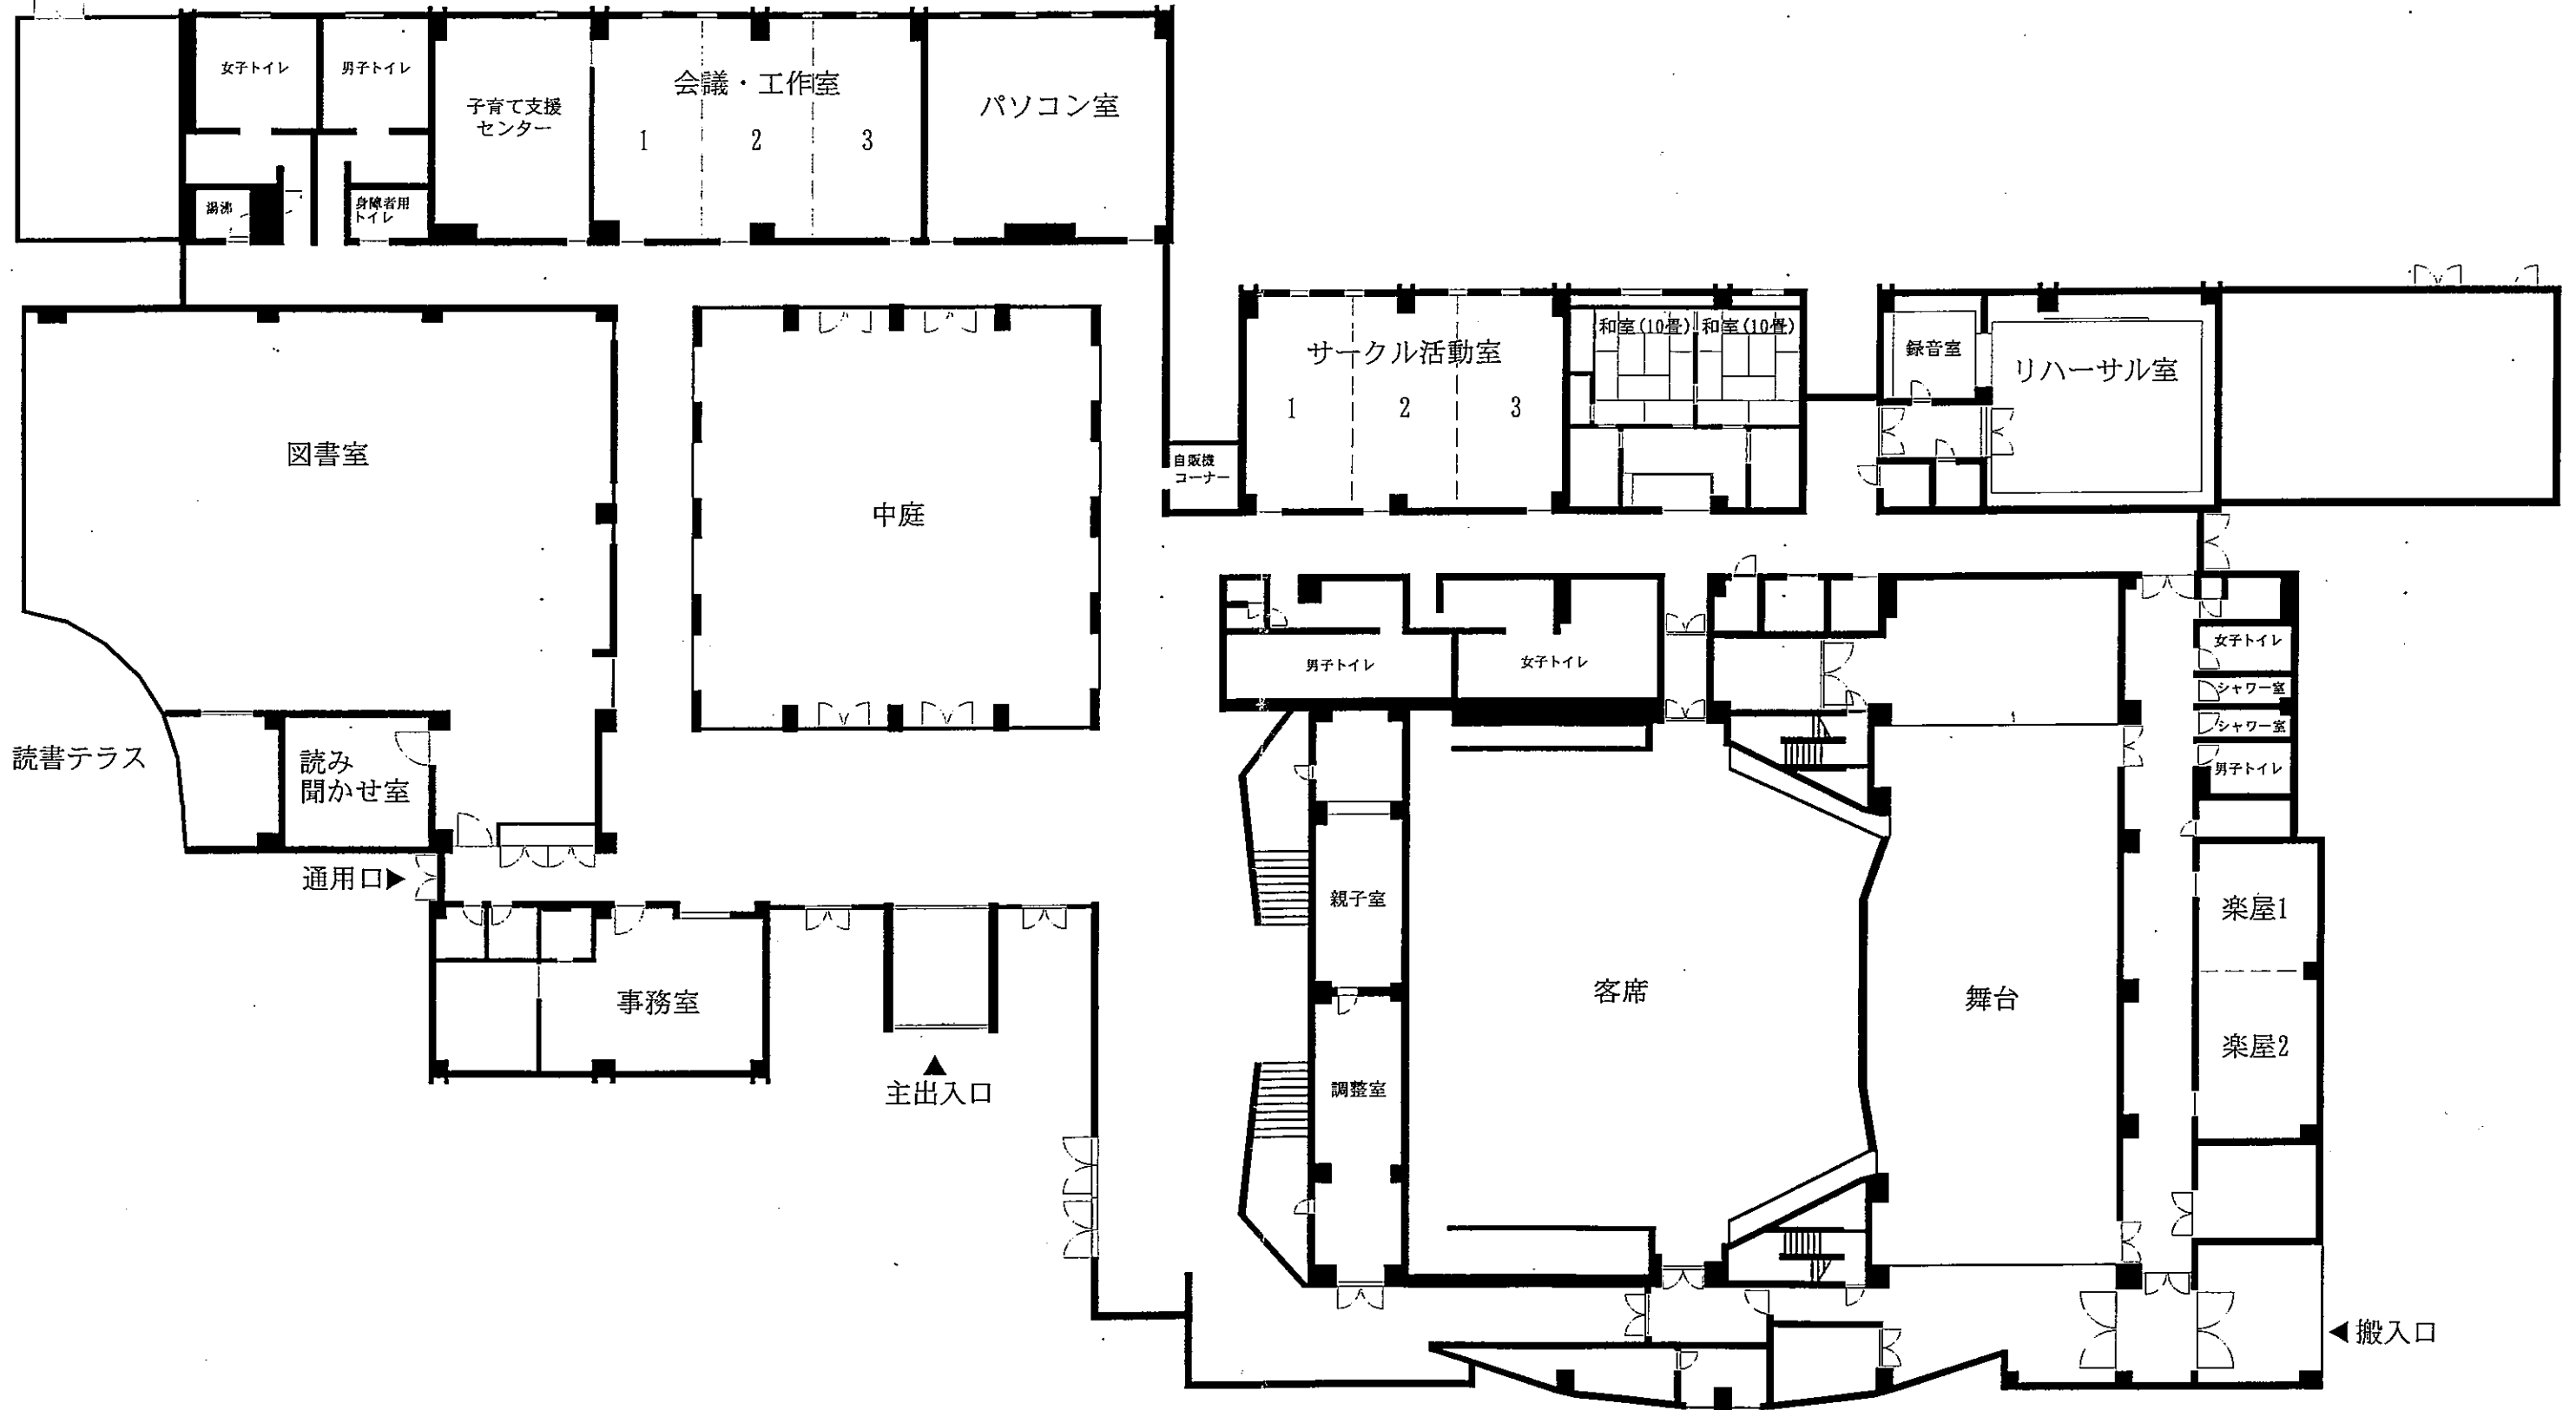 女子トイレ
男子トイレ
子育て支援
センター
会議・工作室
1
2
3
パソコン室
湯沸
身障者用
トイレ
和室(10畳)
和室(10畳)
サークル活動室
1
2
3
録音室
リハーサル室
図書室
自販機
コーナー
中庭
男子トイレ
女子トイレ
女子トイレ
シャワー室
シャワー室
男子トイレ
読書テラス
読み
聞かせ室
通用口▶
親子室
楽屋1
事務室
客席
舞台
楽屋2
▲
主出入口
調整室
◀搬入口